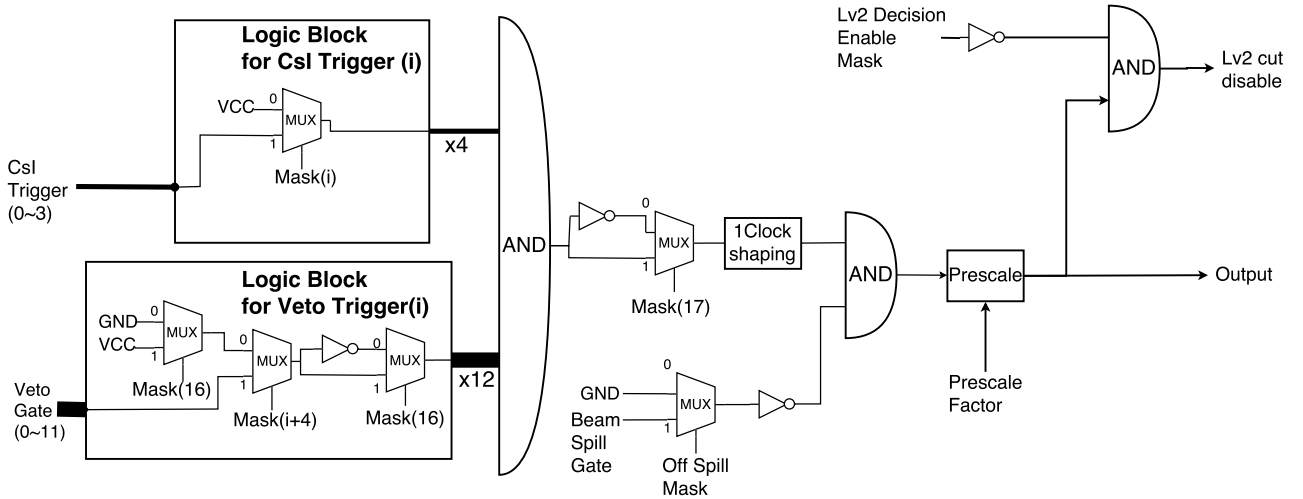 Logic Block
for CsI Trigger (i)
VCC
0
MUX
1
Mask(i)
CsI
Trigger
(0~3)
x4
Logic Block
for Veto Trigger(i)
GND
0
MUX
VCC
1
Mask(16)
0
MUX
1
Mask(i+4)
0
MUX
1
Mask(16)
Veto
Gate
(0~11)
x12
AND
0
MUX
1
Mask(17)
1Clock
shaping
GND
0
MUX
Beam
Spill
Gate
1
Off Spill
Mask
AND
Prescale
Prescale
Factor
Output
Lv2 Decision
Enable
Mask
AND
Lv2 cut
disable